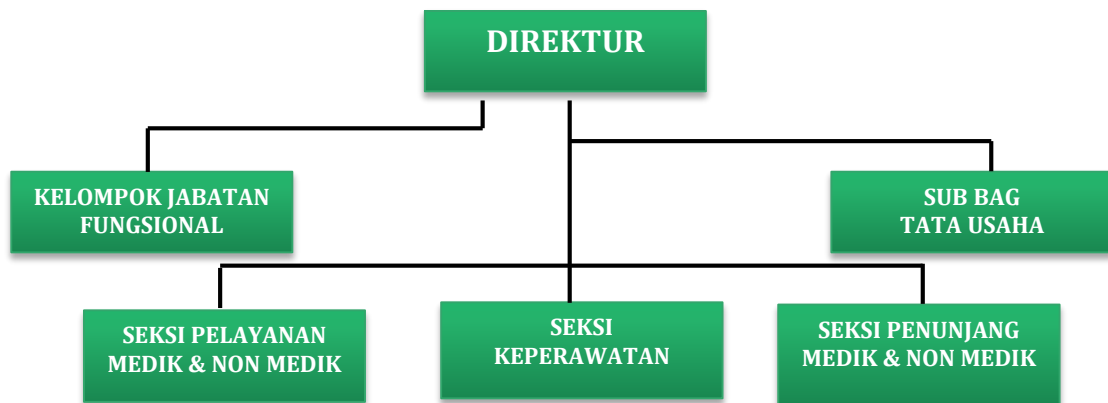 DIREKTUR
KELOMPOK JABATAN
FUNGSIONAL
SUB BAG
TATA USAHA
SEKSI PELAYANAN
MEDIK & NON MEDIK
SEKSI
KEPERAWATAN
SEKSI PENUNJANG
MEDIK & NON MEDIK